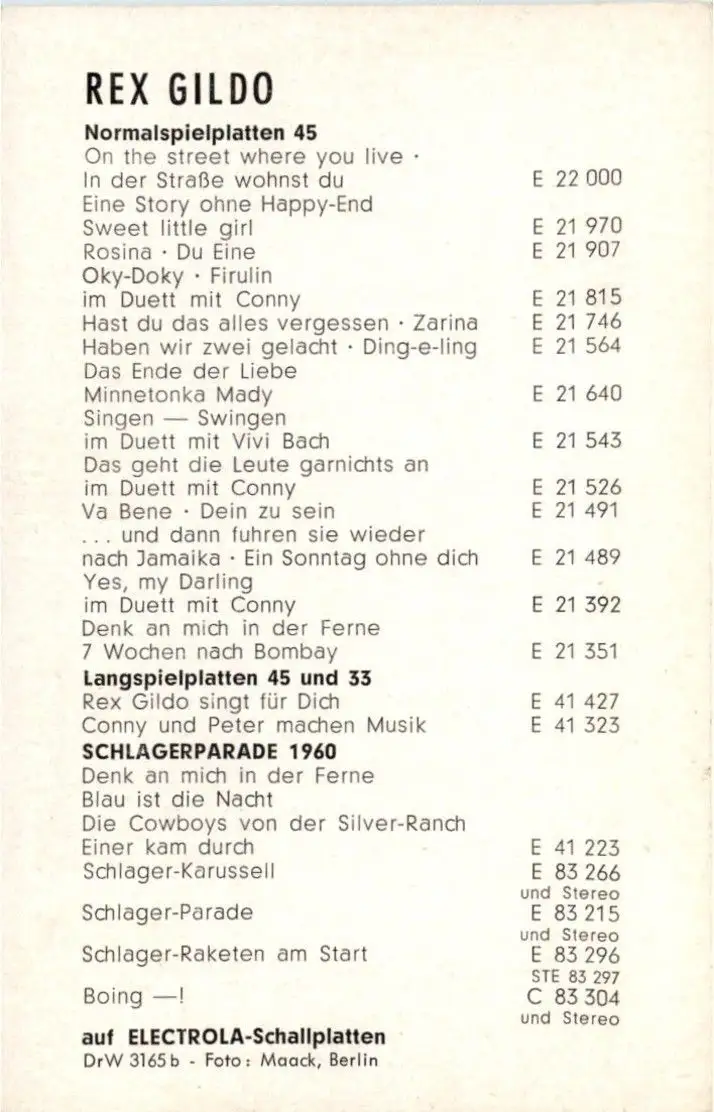 REX GILDO
Normalspielplatten 45
On the street where you live ·
In der Straße wohnst du E 22 000
Eine Story ohne Happy-End
Sweet little girl E 21 970
Rosina · Du Eine E 21 907
Oky-Doky · Firulin
im Duett mit Conny E 21 815
Hast du das alles vergessen · Zarina E 21 746
Haben wir zwei gelacht · Ding-e-ling E 21 564
Das Ende der Liebe
Minnetonka Mady E 21 640
Singen — Swingen
im Duett mit Vivi Bach E 21 543
Das geht die Leute garnichts an
im Duett mit Conny E 21 526
Va Bene · Dein zu sein E 21 491
... und dann fuhren sie wieder
nach Jamaika · Ein Sonntag ohne dich E 21 489
Yes, my Darling
im Duett mit Conny E 21 392
Denk an mich in der Ferne
7 Wochen nach Bombay E 21 351
Langspielplatten 45 und 33
Rex Gildo singt für Dich E 41 427
Conny und Peter machen Musik E 41 323
SCHLAGERPARADE 1960
Denk an mich in der Ferne
Blau ist die Nacht
Die Cowboys von der Silver-Ranch
Einer kam durch E 41 223
Schlager-Karussell E 83 266
und Stereo
Schlager-Parade E 83 215
und Stereo
Schlager-Raketen am Start E 83 296
STE 83 297
Boing —! C 83 304
und Stereo
auf ELECTROLA-Schallplatten
DrW 3165 b - Foto: Maack, Berlin